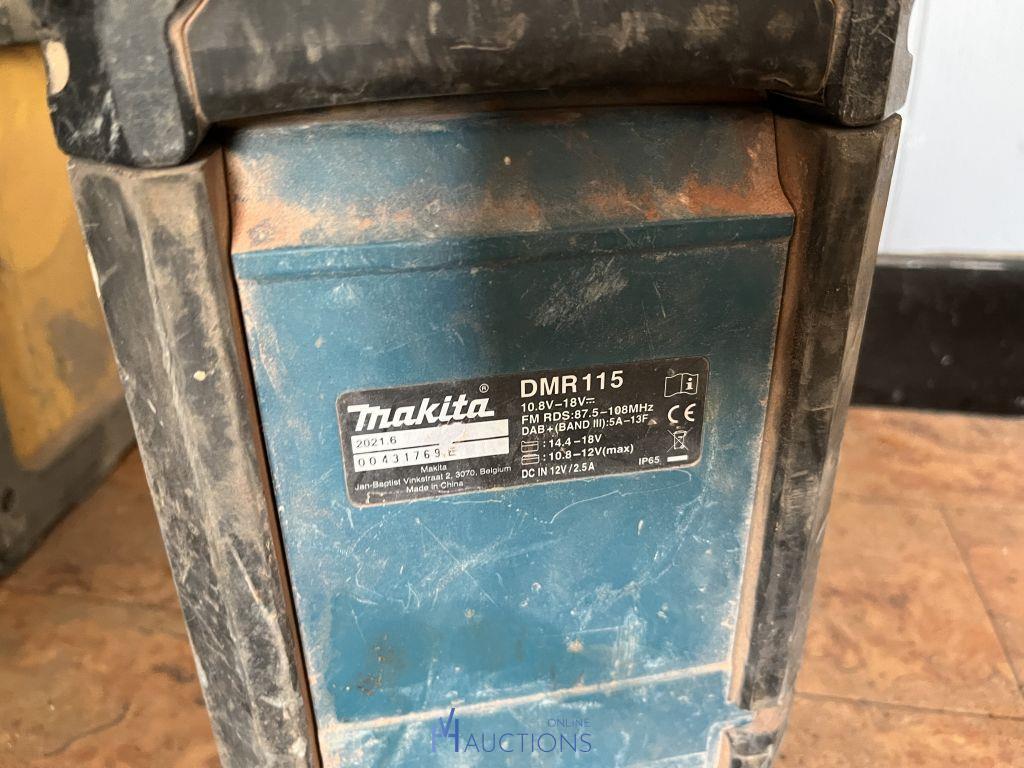 makita®
2021.6
00431769 E
Makita
Jan-Baptist Vinkstraat 2, 3070, Belgium
Made in China
DMR115
10.8V-18V⎓
FM RDS:87.5-108MHz
DAB+(BAND III):5A-13F
:14.4-18V
:10.8-12V(max)
DC IN 12V/2.5A
IP65
CE
i
ONLINE
AUCTIONS